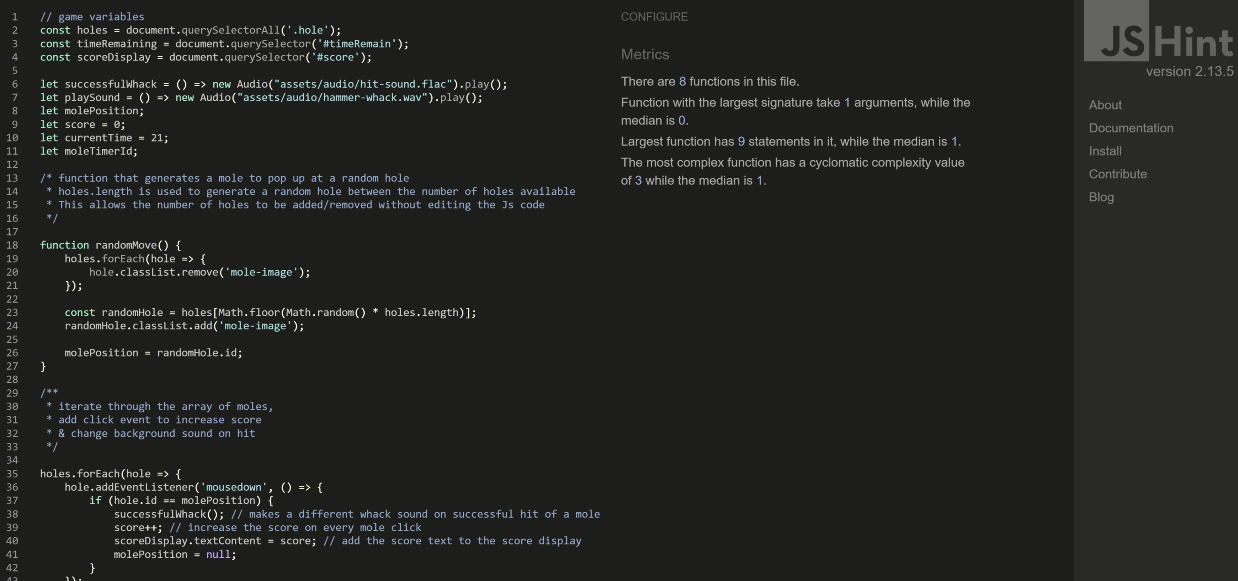 1 // game variables
2 const holes = document.querySelectorAll('.hole');
3 const timeRemaining = document.querySelector('#timeRemain');
4 const scoreDisplay = document.querySelector('#score');
5
6 let successfulWhack = () => new Audio("assets/audio/hit-sound.flac").play();
7 let playSound = () => new Audio("assets/audio/hammer-whack.wav").play();
8 let molePosition;
9 let score = 0;
10 let currentTime = 21;
11 let moleTimerId;
12
13 /* function that generates a mole to pop up at a random hole
14 * holes.length is used to generate a random hole between the number of holes available
15 * This allows the number of holes to be added/removed without editing the Js code
16 */
17
18 function randomMove() {
19 holes.forEach(hole => {
20 hole.classList.remove('mole-image');
21 });
22
23 const randomHole = holes[Math.floor(Math.random() * holes.length)];
24 randomHole.classList.add('mole-image');
25
26 molePosition = randomHole.id;
27 }
28
29 /**
30 * iterate through the array of moles,
31 * add click event to increase score
32 * & change background sound on hit
33 */
34
35 holes.forEach(hole => {
36 hole.addEventListener('mousedown', () => {
37 if (hole.id == molePosition) {
38 successfulWhack(); // makes a different whack sound on successful hit of a mole
39 score++; // increase the score on every mole click
40 scoreDisplay.textContent = score; // add the score text to the score display
41 molePosition = null;
42 }
43 });
CONFIGURE
Metrics
There are 8 functions in this file.
Function with the largest signature take 1 arguments, while the
median is 0.
Largest function has 9 statements in it, while the median is 1.
The most complex function has a cyclomatic complexity value
of 3 while the median is 1.
JSHint
version 2.13.5
About
Documentation
Install
Contribute
Blog